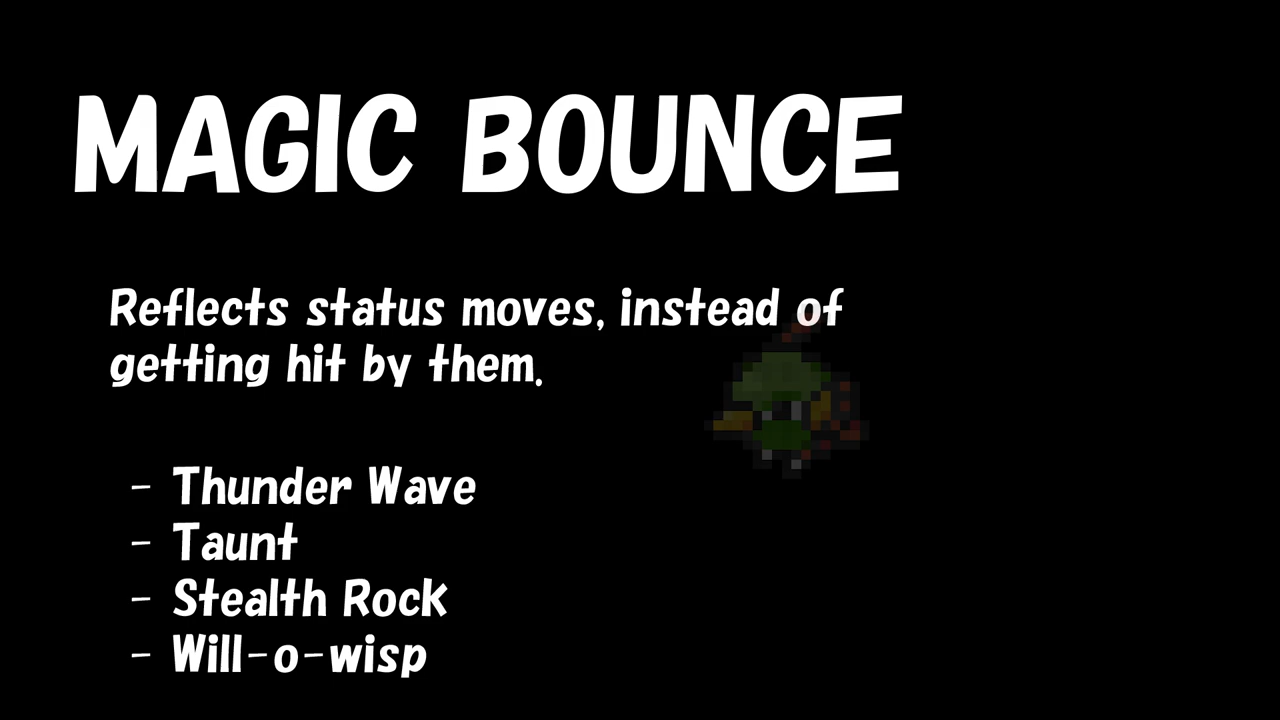 MAGIC BOUNCE
Reflects status moves, instead of
getting hit by them.
- Thunder Wave
- Taunt
- Stealth Rock
- Will-o-wisp